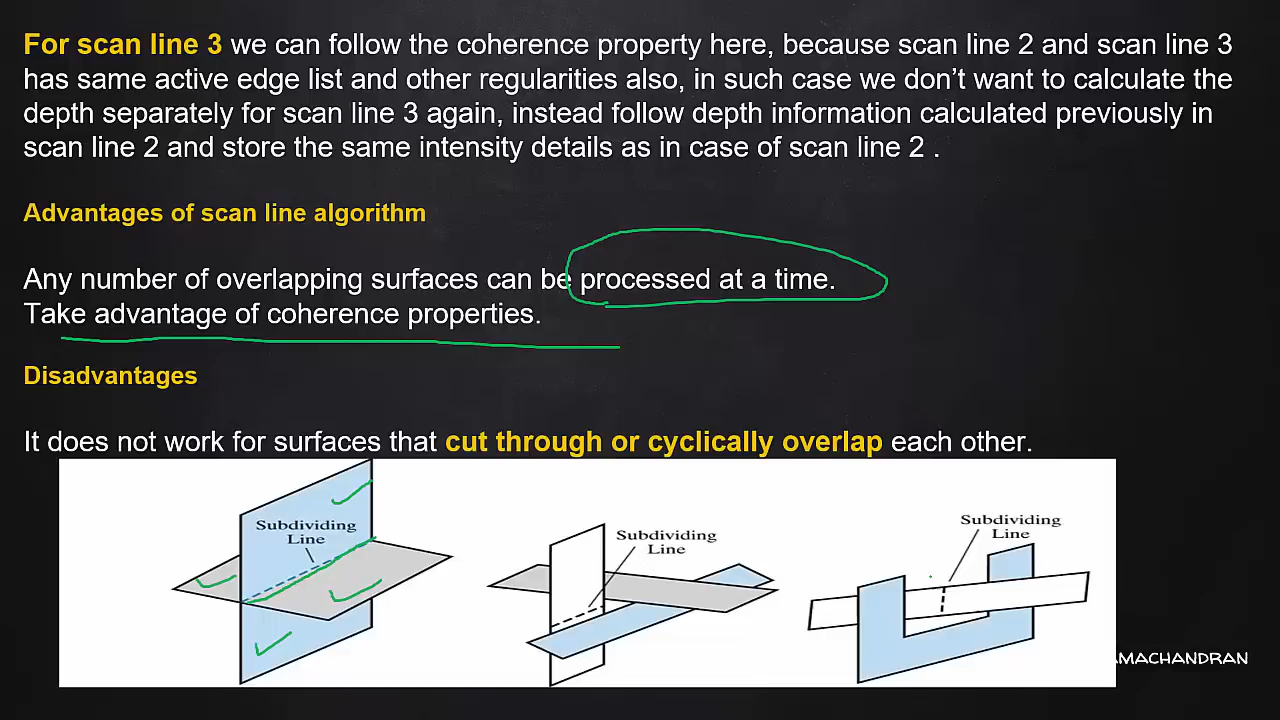 For scan line 3 we can follow the coherence property here, because scan line 2 and scan line 3
has same active edge list and other regularities also, in such case we don’t want to calculate the
depth separately for scan line 3 again, instead follow depth information calculated previously in
scan line 2 and store the same intensity details as in case of scan line 2 .
Advantages of scan line algorithm
Any number of overlapping surfaces can be processed at a time.
Take advantage of coherence properties.
Disadvantages
It does not work for surfaces that cut through or cyclically overlap each other.
Subdividing
Line
Subdividing
Line
Subdividing
Line
AMACHANDRAN